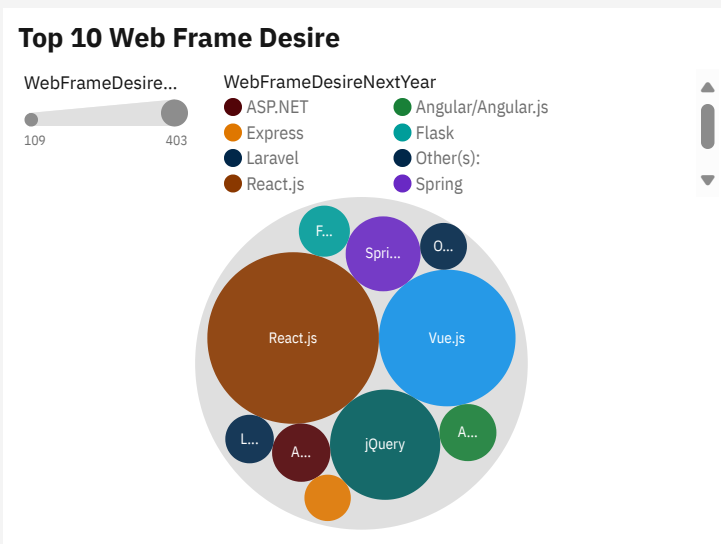 Top 10 Web Frame Desire
WebFrameDesire...
109 403
WebFrameDesireNextYear
ASP.NET Angular/Angular.js
Express Flask
Laravel Other(s):
React.js Spring
F...
Spri...
O...
React.js
Vue.js
L...
A...
jQuery
A...